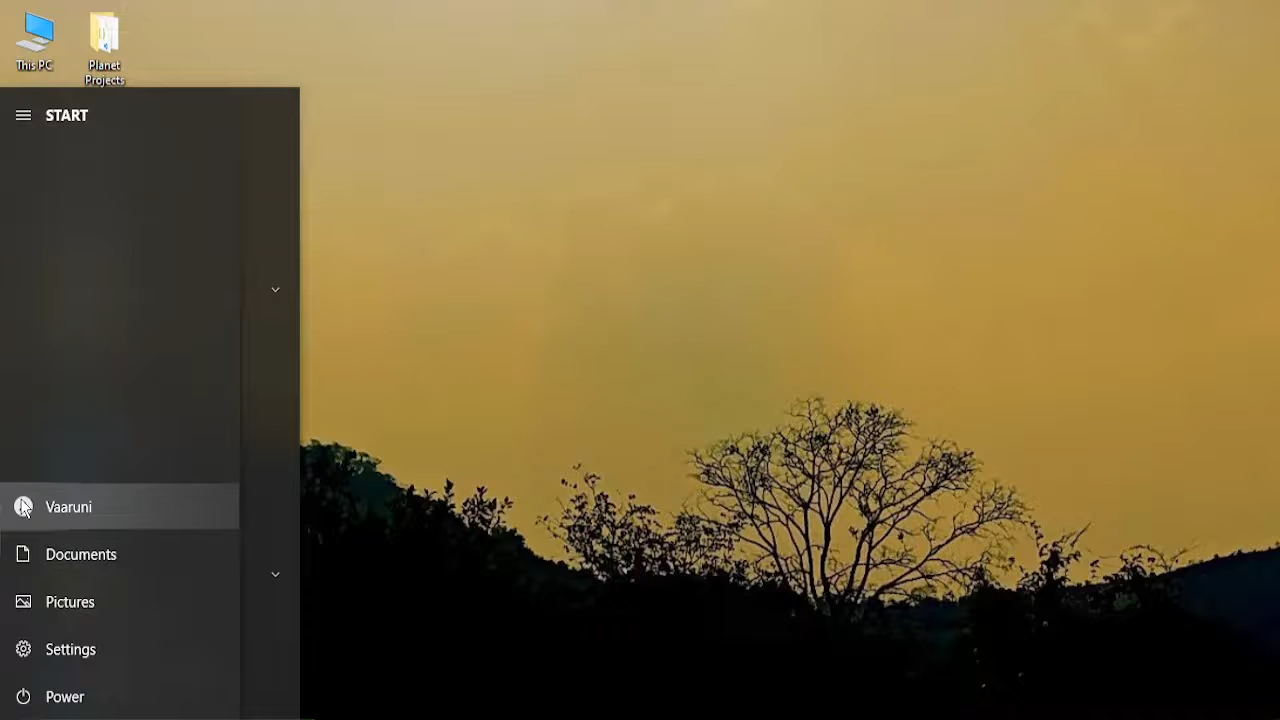 This PC
Planet
Projects
START
Vaaruni
Documents
Pictures
Settings
Power